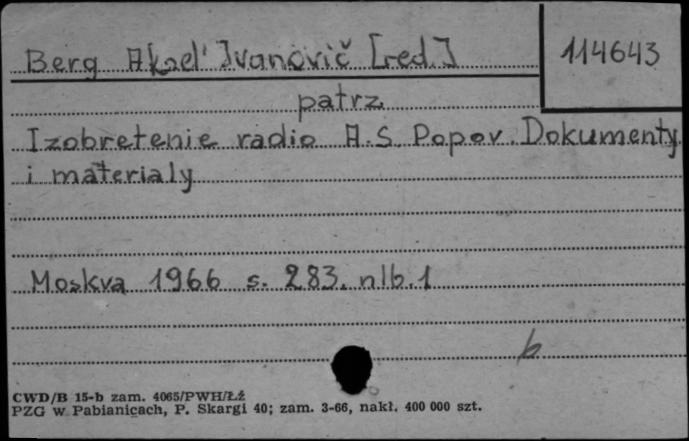 Berg Aksel' Ivanovič [red.]
114643
patrz
Izobretenie radio A.S. Popov. Dokumenty
i materialy
Moskva 1966 s. 283. nlb. 1
b
CWD/B 15-b zam. 4065/PWH/Łź
PZG w Pabianicach, P. Skargi 40; zam. 3-66, nakł. 400 000 szt.